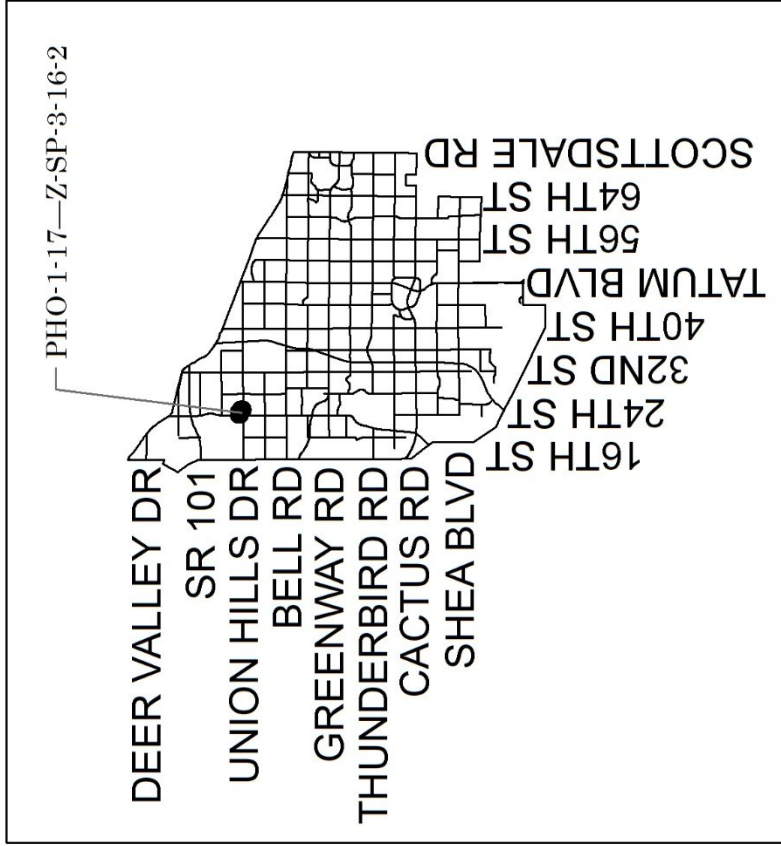 PHO-1-17—Z-SP-3-16-2
DEER VALLEY DR
SR 101
UNION HILLS DR
BELL RD
GREENWAY RD
THUNDERBIRD RD
CACTUS RD
SHEA BLVD
16TH ST
24TH ST
32ND ST
40TH ST
TATUM BLVD
56TH ST
64TH ST
SCOTTSDALE RD